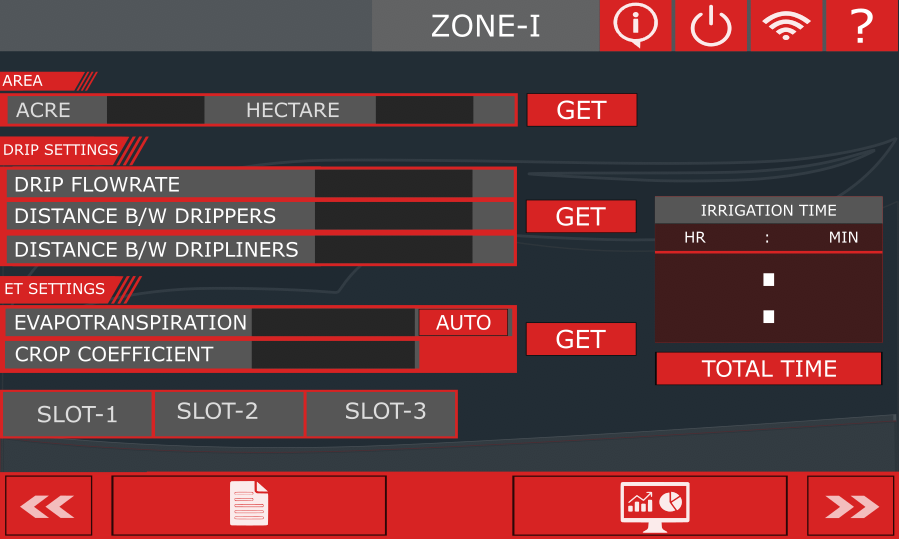 ZONE-I
i
?
AREA
ACRE HECTARE GET
DRIP SETTINGS
DRIP FLOWRATE
DISTANCE B/W DRIPPERS
DISTANCE B/W DRIPLINERS
GET
IRRIGATION TIME
HR : MIN
:
TOTAL TIME
ET SETTINGS
EVAPOTRANSPIRATION AUTO
CROP COEFFICIENT
GET
SLOT-1 SLOT-2 SLOT-3